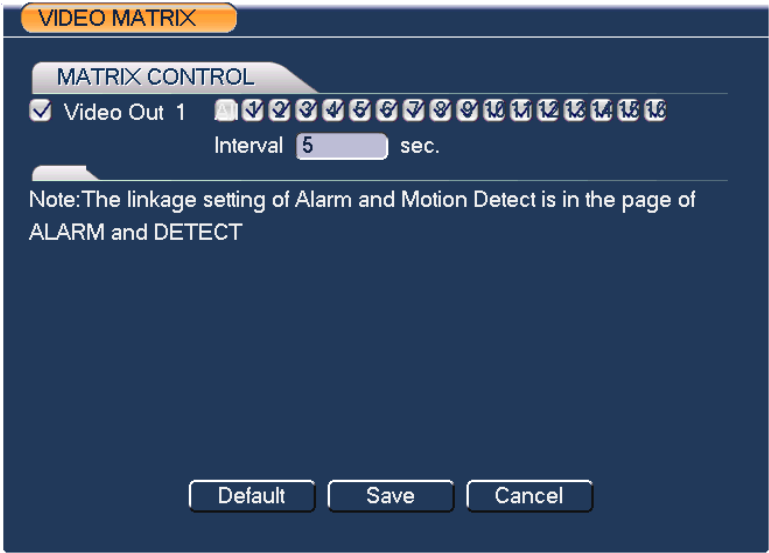 VIDEO MATRIX
MATRIX CONTROL
Video Out 1 All 1 2 3 4 5 6 7 8 9 10 11 12 13 14 15 16
Interval 5 sec.
Note:The linkage setting of Alarm and Motion Detect is in the page of
ALARM and DETECT
Default Save Cancel